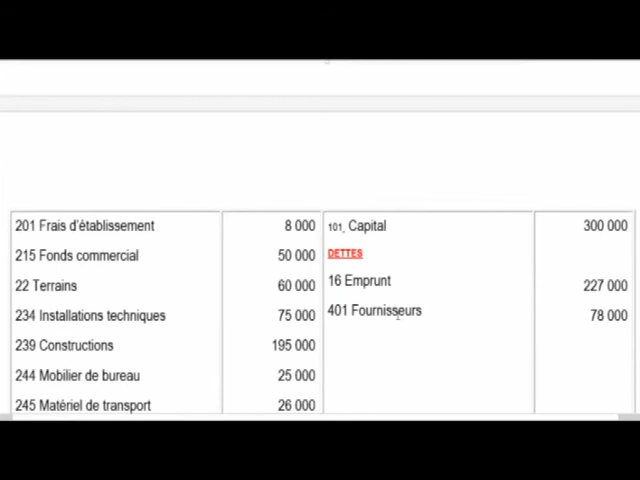 201 Frais d'établissement 8 000 101, Capital 300 000
215 Fonds commercial 50 000 DETTES
22 Terrains 60 000 16 Emprunt 227 000
234 Installations techniques 75 000 401 Fournisseurs 78 000
239 Constructions 195 000
244 Mobilier de bureau 25 000
245 Matériel de transport 26 000